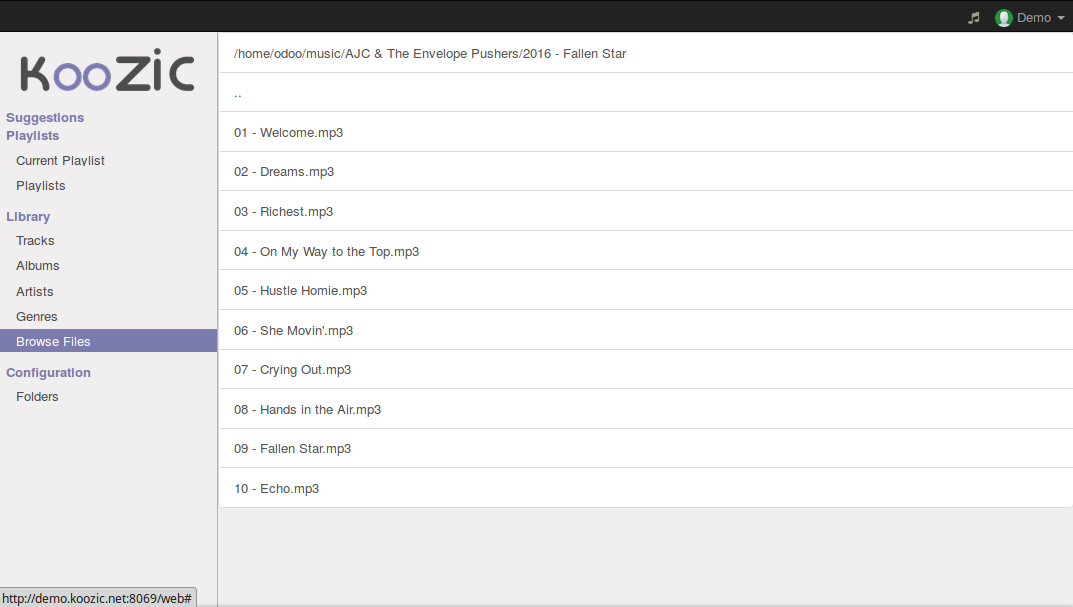 Demo
KooZic
Suggestions
Playlists
Current Playlist
Playlists
Library
Tracks
Albums
Artists
Genres
Browse Files
Configuration
Folders
/home/odoo/music/AJC & The Envelope Pushers/2016 - Fallen Star
..
01 - Welcome.mp3
02 - Dreams.mp3
03 - Richest.mp3
04 - On My Way to the Top.mp3
05 - Hustle Homie.mp3
06 - She Movin'.mp3
07 - Crying Out.mp3
08 - Hands in the Air.mp3
09 - Fallen Star.mp3
10 - Echo.mp3
http://demo.koozic.net:8069/web#